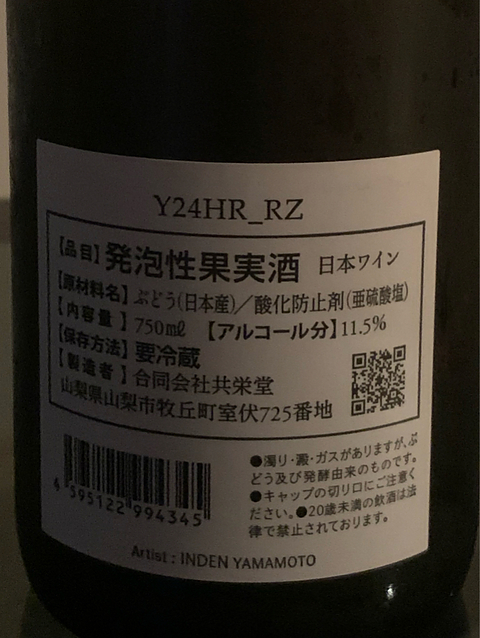 Y24HR_RZ
【品目】発泡性果実酒 日本ワイン
【原材料名】ぶどう(日本産)／酸化防止剤(亜硫酸塩)
【内容量】750㎖ 【アルコール分】11.5%
【保存方法】要冷蔵
【製造者】合同会社共栄堂
山梨県山梨市牧丘町室伏725番地
●濁り・澱・ガスがありますが、ぶ
どう及び発酵由来のものです。
●キャップの切り口にご注意く
ださい。●20歳未満の飲酒は法
律で禁止されております。
4 595122 994345
Artist : INDEN YAMAMOTO